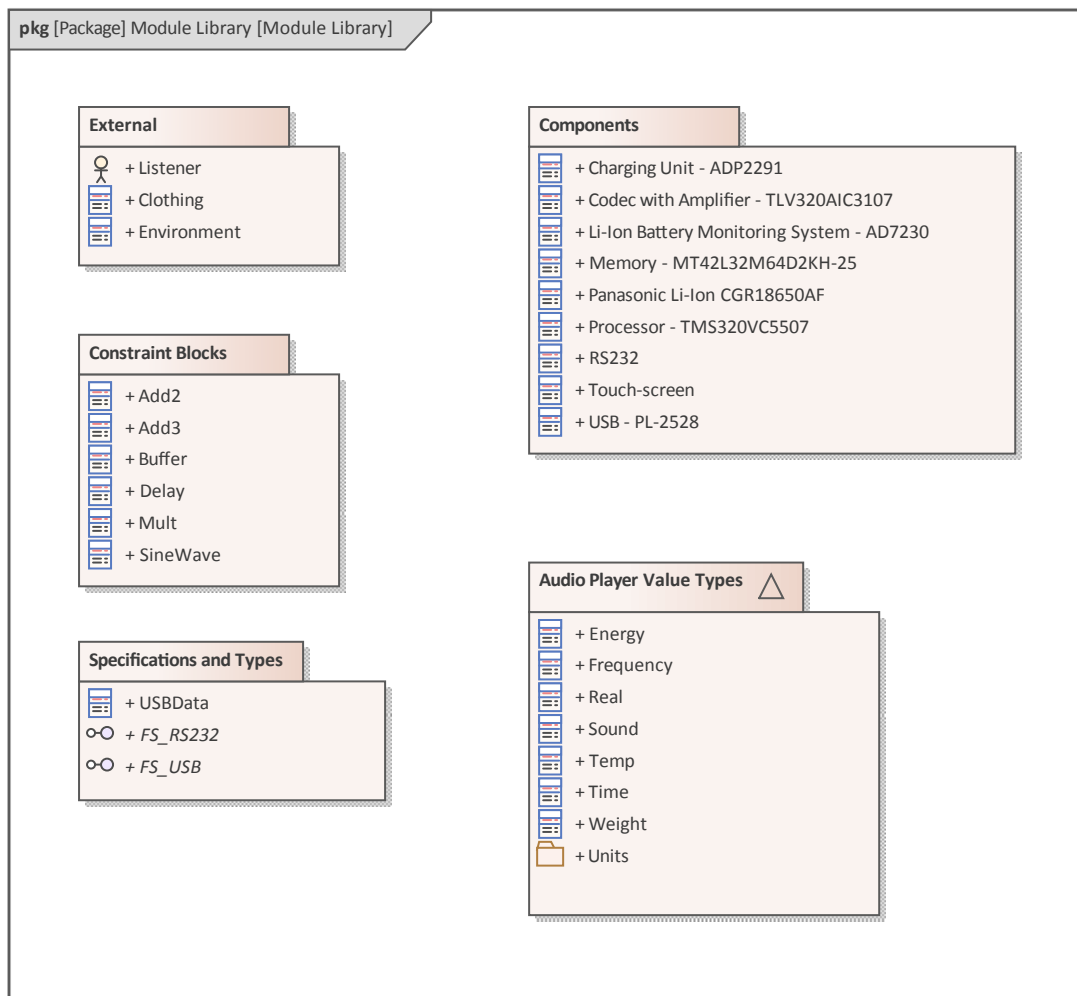 pkg [Package] Module Library [Module Library]
External
+ Listener
+ Clothing
+ Environment
Constraint Blocks
+ Add2
+ Add3
+ Buffer
+ Delay
+ Mult
+ SineWave
Specifications and Types
+ USBData
+ FS_RS232
+ FS_USB
Components
+ Charging Unit - ADP2291
+ Codec with Amplifier - TLV320AIC3107
+ Li-Ion Battery Monitoring System - AD7230
+ Memory - MT42L32M64D2KH-25
+ Panasonic Li-Ion CGR18650AF
+ Processor - TMS320VC5507
+ RS232
+ Touch-screen
+ USB - PL-2528
Audio Player Value Types
+ Energy
+ Frequency
+ Real
+ Sound
+ Temp
+ Time
+ Weight
+ Units